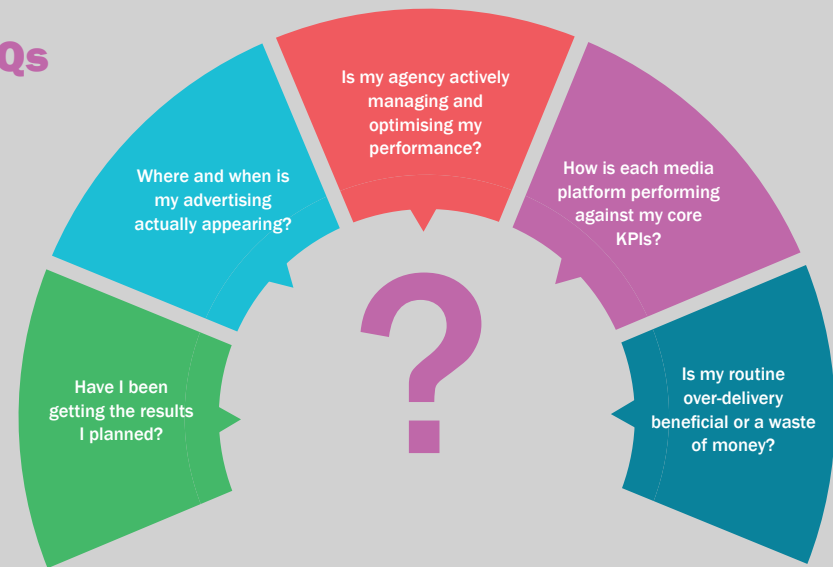 Qs
Is my agency actively
managing and
optimising my
performance?
Where and when is
my advertising
actually appearing?
How is each media
platform performing
against my core
KPIs?
Have I been
getting the results
I planned?
Is my routine
over-delivery
beneficial or a waste
of money?
?